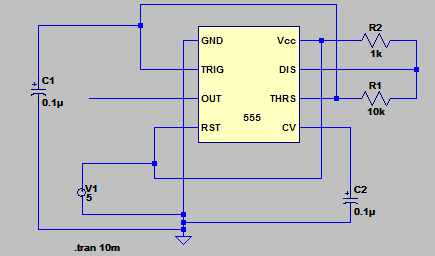 GND
Vcc
R2
1k
TRIG
DIS
C1
0.1µ
OUT
THRS
R1
10k
RST
555
CV
V1
5
C2
0.1µ
.tran 10m